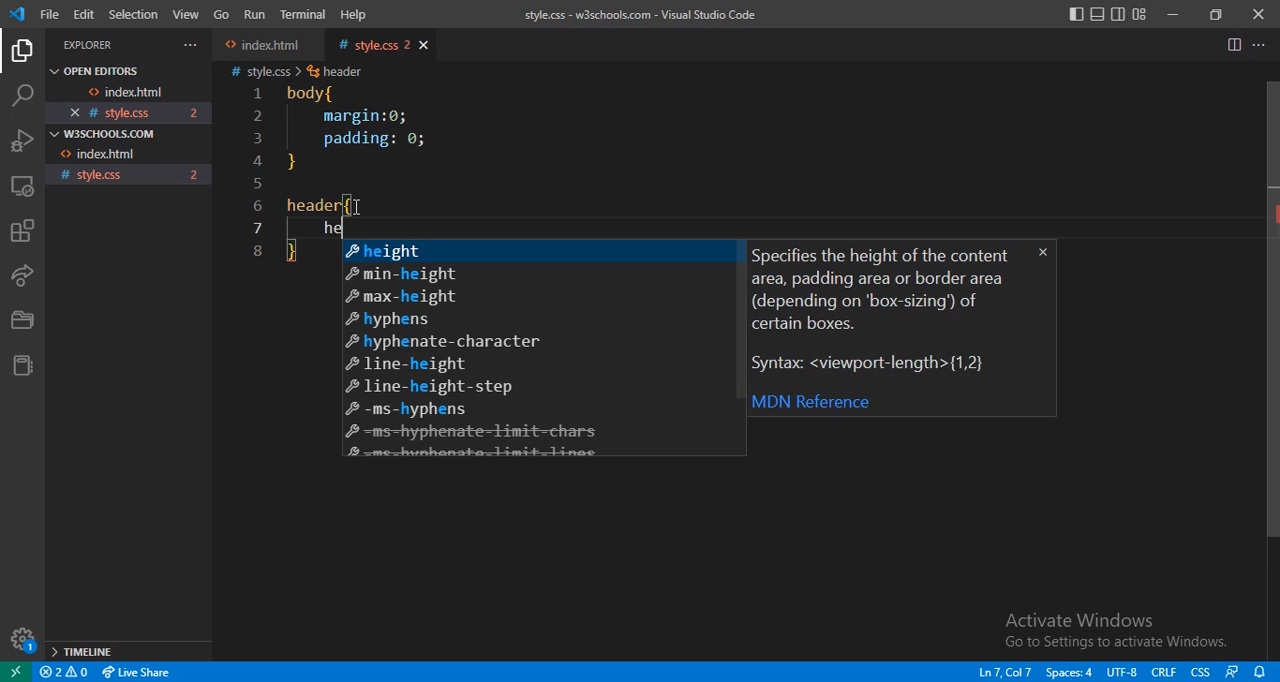 File Edit Selection View Go Run Terminal Help
style.css - w3schools.com - Visual Studio Code
EXPLORER
OPEN EDITORS
index.html
× # style.css 2
W3SCHOOLS.COM
index.html
# style.css 2
TIMELINE
<> index.html
# style.css 2 ×
# style.css > header
1 body{
2 margin:0;
3 padding: 0;
4 }
5
6 header{
7 he
8 }
height
min-height
max-height
hyphens
hyphenate-character
line-height
line-height-step
-ms-hyphens
-ms-hyphenate-limit-chars
-ms-hyphenate-limit-lines
Specifies the height of the content
area, padding area or border area
(depending on 'box-sizing') of
certain boxes.
Syntax: <viewport-length>{1,2}
MDN Reference
Activate Windows
Go to Settings to activate Windows.
1
2 0 Live Share
Ln 7, Col 7 Spaces: 4 UTF-8 CRLF CSS